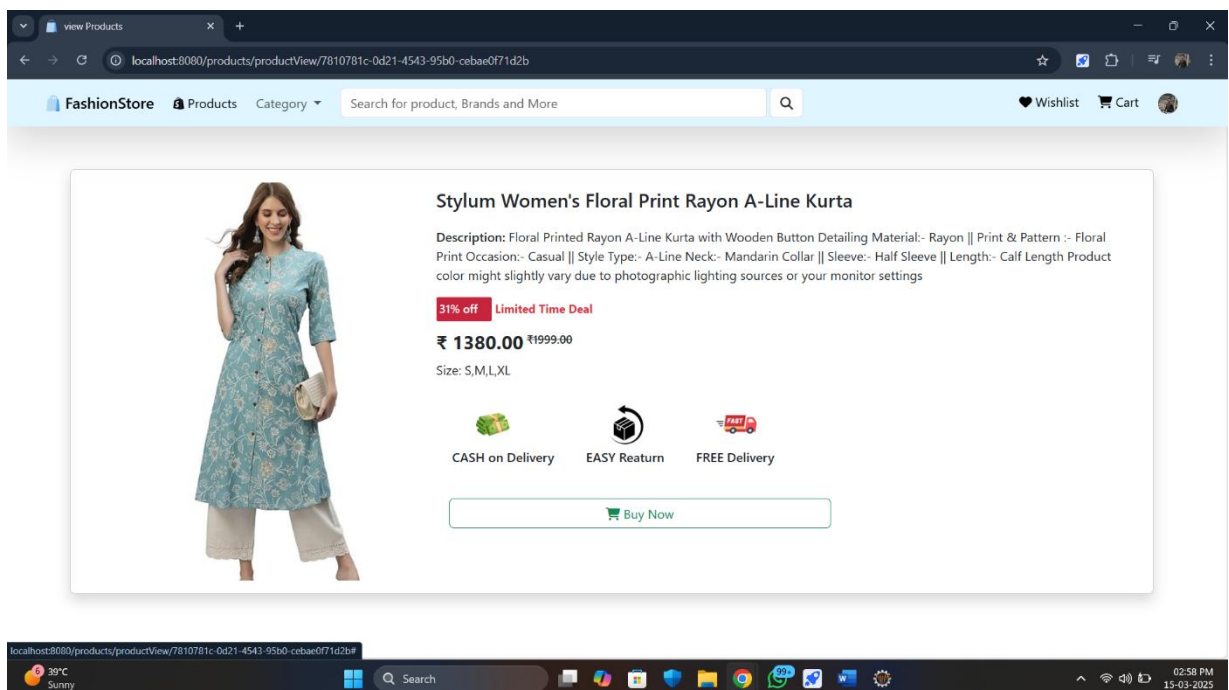 view Products
localhost:8080/products/productView/7810781c-0d21-4543-95b0-cebae0f71d2b
FashionStore Products Category Search for product, Brands and More Wishlist Cart
Stylum Women's Floral Print Rayon A-Line Kurta
Description: Floral Printed Rayon A-Line Kurta with Wooden Button Detailing Material:- Rayon || Print & Pattern :- Floral
Print Occasion:- Casual || Style Type:- A-Line Neck:- Mandarin Collar || Sleeve:- Half Sleeve || Length:- Calf Length Product
color might slightly vary due to photographic lighting sources or your monitor settings
31% off Limited Time Deal
₹ 1380.00 ₹1999.00
Size: S,M,L,XL
FAST
CASH on Delivery EASY Reaturn FREE Delivery
Buy Now
localhost:8080/products/productView/7810781c-0d21-4543-95b0-cebae0f71d2b#
6 39°C Search 99+ 02:58 PM
Sunny 15-03-2025